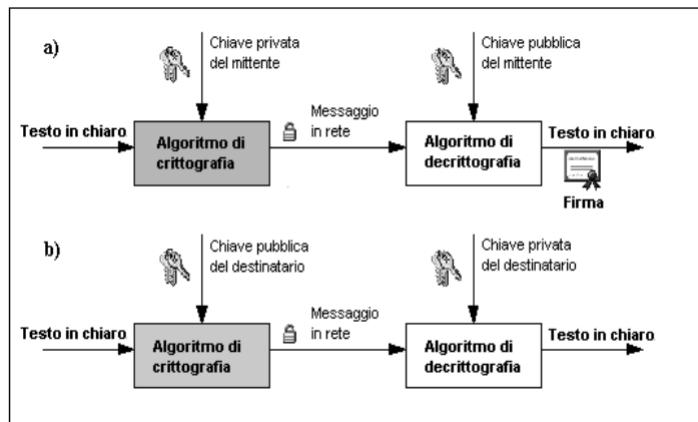 a)
Chiave privata
del mittente
Chiave pubblica
del mittente
Testo in chiaro
Algoritmo di
crittografia
Messaggio
in rete
Algoritmo di
decrittografia
Testo in chiaro
Firma
b)
Chiave pubblica
del destinatario
Chiave privata
del destinatario
Testo in chiaro
Algoritmo di
crittografia
Messaggio
in rete
Algoritmo di
decrittografia
Testo in chiaro